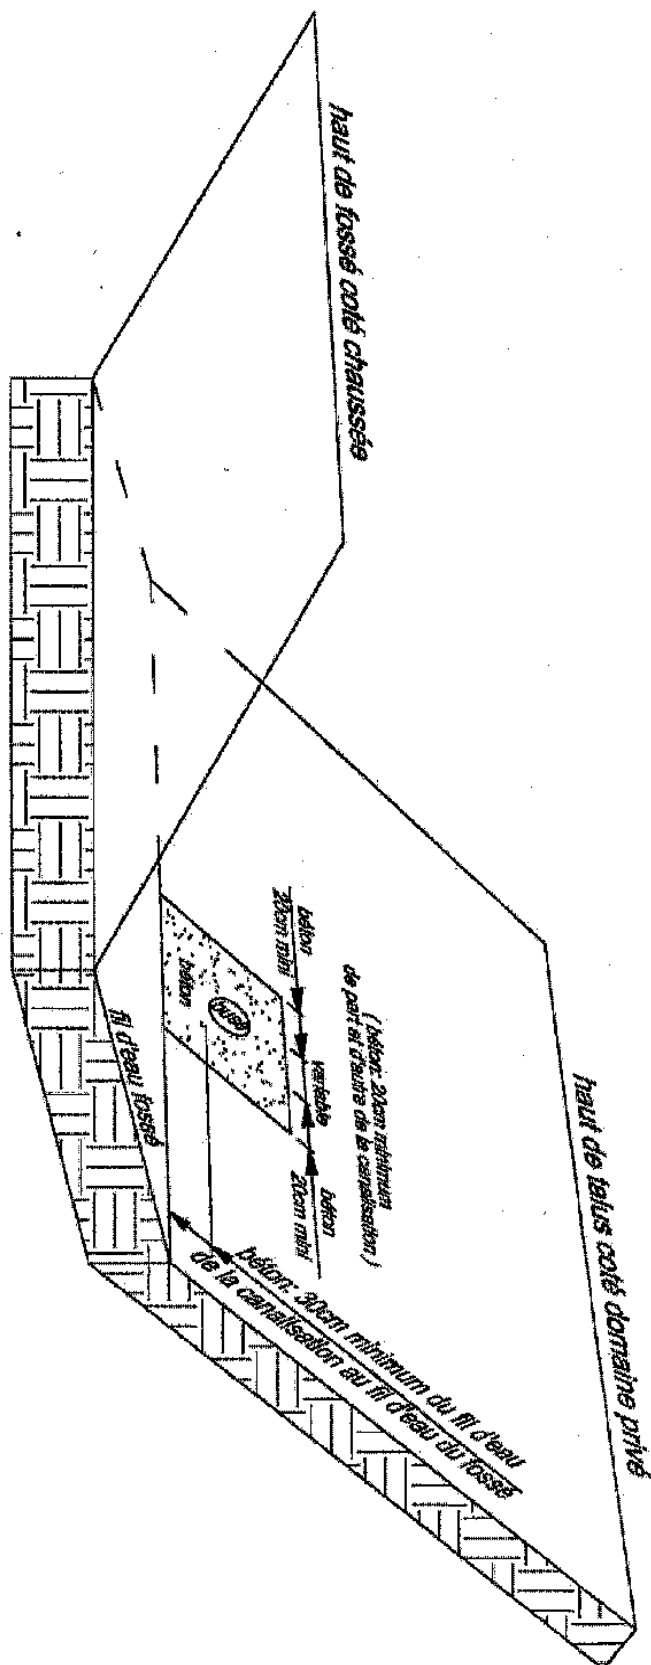 haut de fossé coté chaussée
haut de talus coté domaine privé
( béton: 20cm minimum
de part et d'autre de la canalisation )
béton
20cm mini
variable
béton
20cm mini
béton
fil d'eau fossé
béton: 30cm minimum du fil d'eau
de la canalisation au fil d'eau du fossé